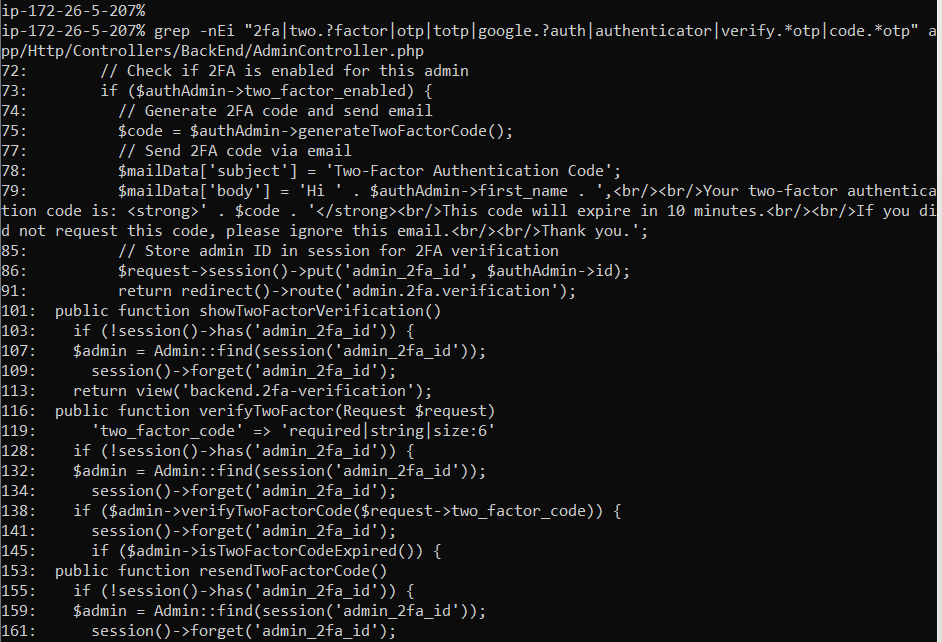 ip-172-26-5-207%
ip-172-26-5-207% grep -nEi "2fa|two.?factor|otp|totp|google.?auth|authenticator|verify.*otp|code.*otp" a
pp/Http/Controllers/BackEnd/AdminController.php
72:        // Check if 2FA is enabled for this admin
73:        if ($authAdmin->two_factor_enabled) {
74:          // Generate 2FA code and send email
75:          $code = $authAdmin->generateTwoFactorCode();
77:          // Send 2FA code via email
78:          $mailData['subject'] = 'Two-Factor Authentication Code';
79:          $mailData['body'] = 'Hi ' . $authAdmin->first_name . ',<br/><br/>Your two-factor authentica
tion code is: <strong>' . $code . '</strong><br/>This code will expire in 10 minutes.<br/><br/>If you di
d not request this code, please ignore this email.<br/><br/>Thank you.';
85:          // Store admin ID in session for 2FA verification
86:          $request->session()->put('admin_2fa_id', $authAdmin->id);
91:          return redirect()->route('admin.2fa.verification');
101:  public function showTwoFactorVerification()
103:    if (!session()->has('admin_2fa_id')) {
107:    $admin = Admin::find(session('admin_2fa_id'));
109:      session()->forget('admin_2fa_id');
113:    return view('backend.2fa-verification');
116:  public function verifyTwoFactor(Request $request)
119:      'two_factor_code' => 'required|string|size:6'
128:    if (!session()->has('admin_2fa_id')) {
132:    $admin = Admin::find(session('admin_2fa_id'));
134:      session()->forget('admin_2fa_id');
138:    if ($admin->verifyTwoFactorCode($request->two_factor_code)) {
141:      session()->forget('admin_2fa_id');
145:      if ($admin->isTwoFactorCodeExpired()) {
153:  public function resendTwoFactorCode()
155:    if (!session()->has('admin_2fa_id')) {
159:    $admin = Admin::find(session('admin_2fa_id'));
161:      session()->forget('admin_2fa_id');